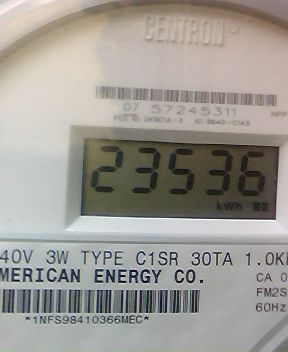 CENTRON®
07 57245311
23536
kWh
40V 3W TYPE C1SR 30TA 1.0K
MERICAN ENERGY CO.
CA 0
FM2S
60Hz
*1NFS98410366MEC*